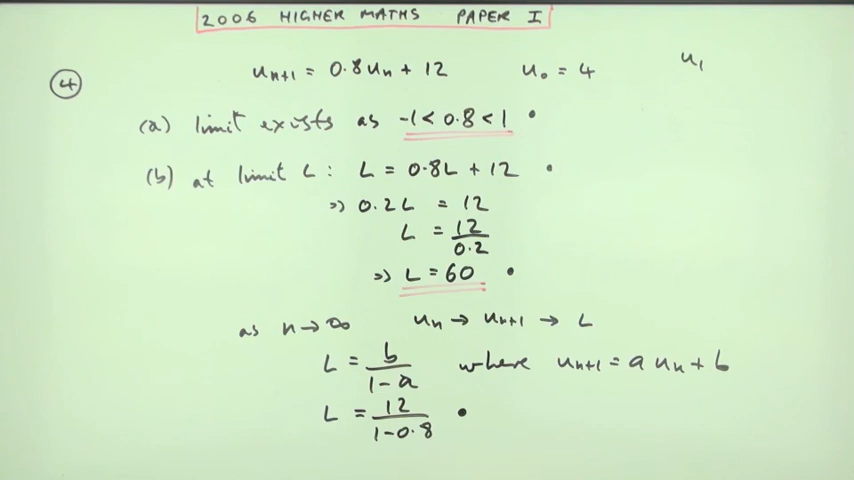 2006 HIGHER MATHS PAPER I
4 uₙ₊₁ = 0.8uₙ + 12 u₀ = 4 u₁
(a) limit exists as -1 < 0.8 < 1
(b) at limit L : L = 0.8L + 12
⇒ 0.2L = 12
L = 12/0.2
⇒ L = 60
as n → ∞ uₙ → uₙ₊₁ → L
L = b/(1-a) where uₙ₊₁ = a uₙ + b
L = 12/(1-0.8)